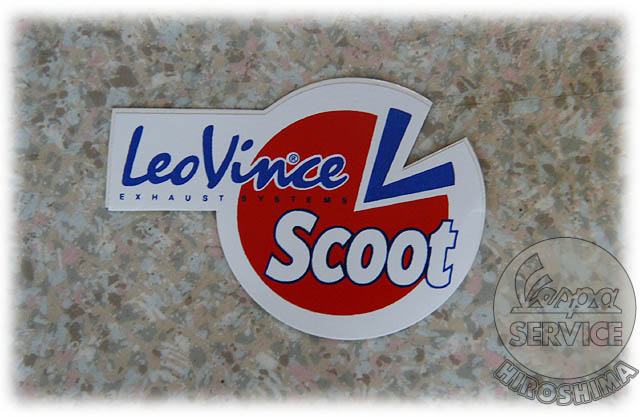 LeoVince®
EXHAUST SYSTEMS
Scoot
Vespa
SERVICE
HIROSHIMA